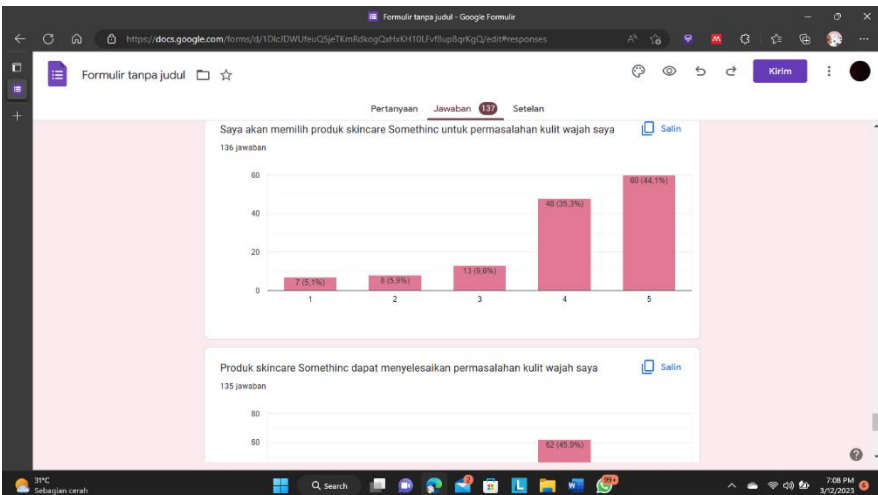 Formulir tanpa judul - Google Formulir
https://docs.google.com/forms/d/1DlcJDWUfeuQ5jeTKmRdkogQxHxKH10LFvf8up8qrKgQ/edit#responses
Formulir tanpa judul
Kirim
Pertanyaan Jawaban 137 Setelan
Saya akan memilih produk skincare Somethinc untuk permasalahan kulit wajah saya
Salin
136 jawaban
60
40
20
0
7 (5,1%)
8 (5,9%)
13 (9,6%)
48 (35,3%)
60 (44,1%)
1 2 3 4 5
Produk skincare Somethinc dapat menyelesaikan permasalahan kulit wajah saya
Salin
135 jawaban
80
60
62 (45,9%)
31°C
Sebagian cerah
Search
L
99+
7:08 PM
3/12/2023